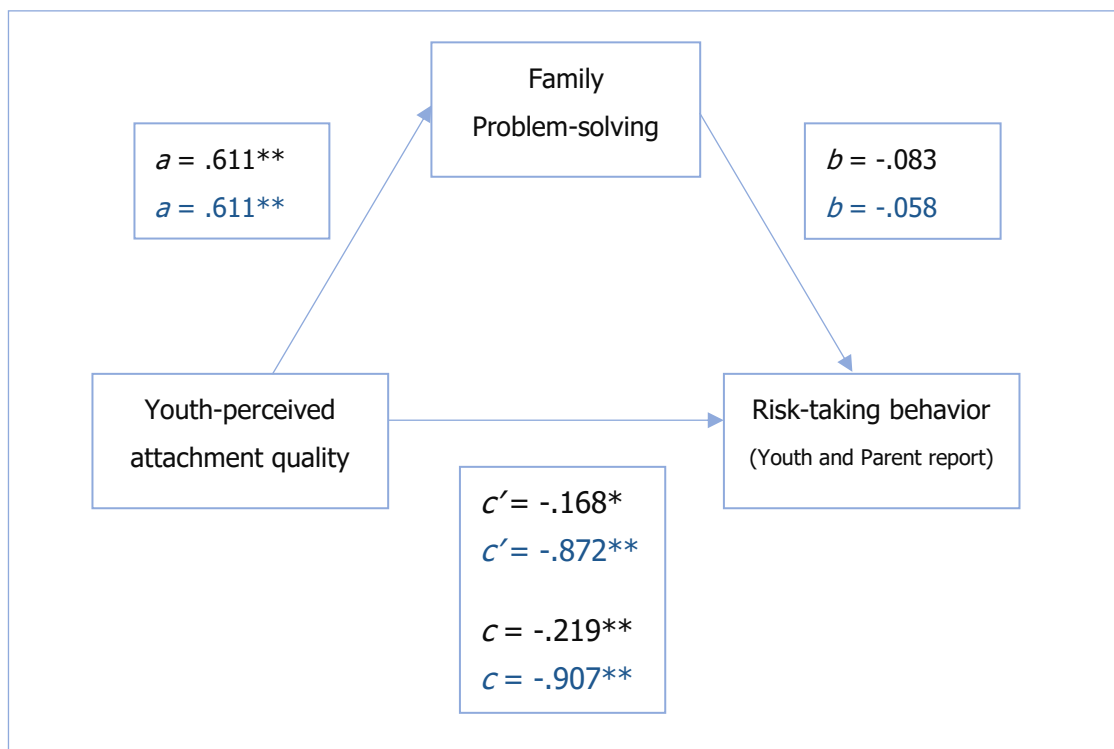 Family
Problem-solving
a = .611**
a = .611**
b = -.083
b = -.058
Youth-perceived
attachment quality
Risk-taking behavior
(Youth and Parent report)
c′ = -.168*
c′ = -.872**
c = -.219**
c = -.907**